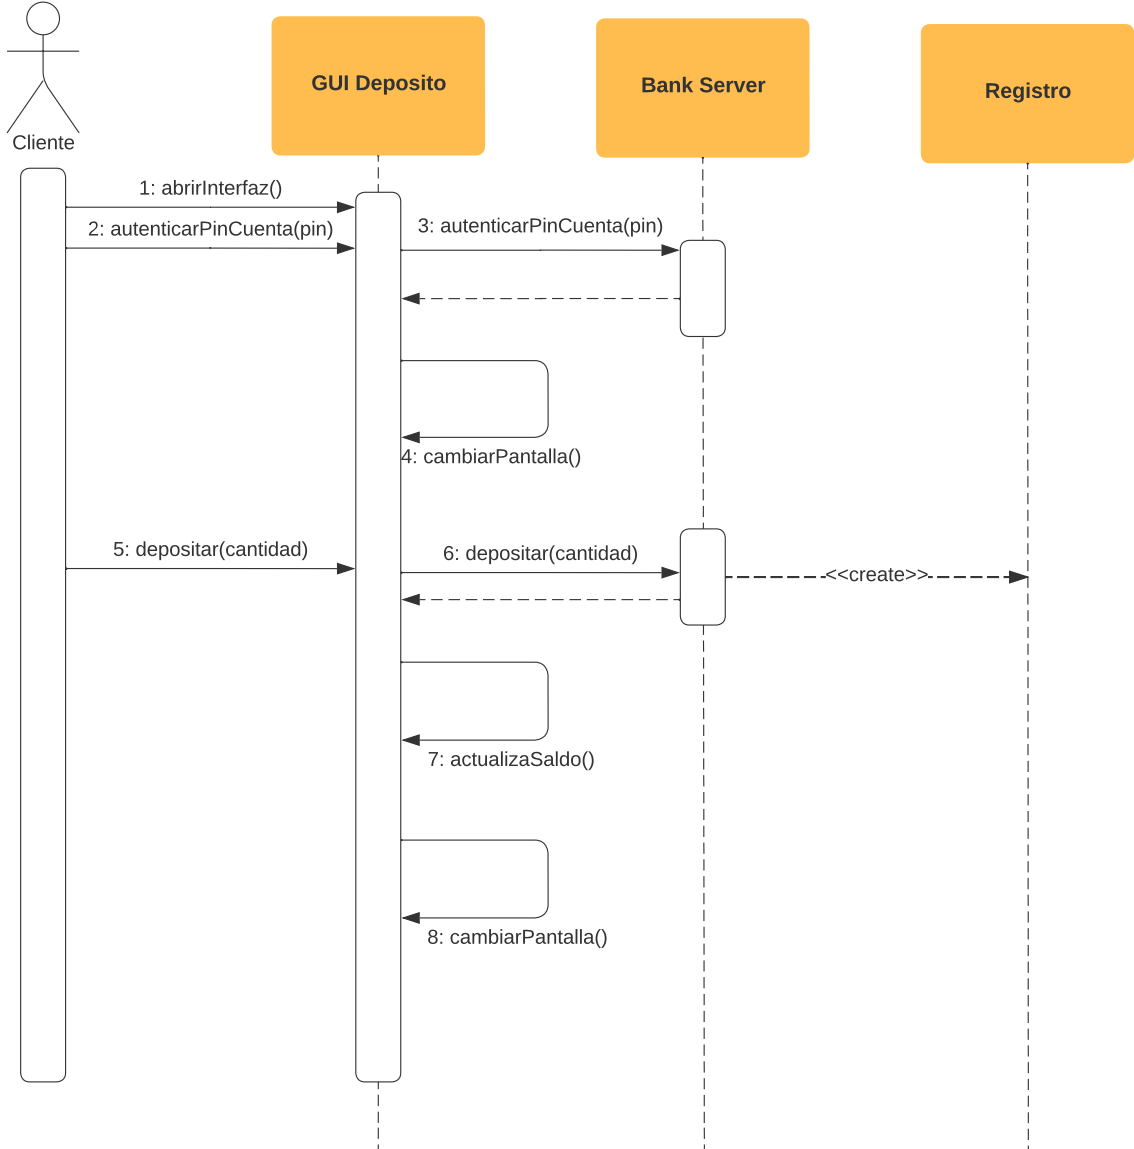 Cliente
GUI Deposito
Bank Server
Registro
1: abrirInterfaz()
2: autenticarPinCuenta(pin)
3: autenticarPinCuenta(pin)
4: cambiarPantalla()
5: depositar(cantidad)
6: depositar(cantidad)
<<create>>
7: actualizaSaldo()
8: cambiarPantalla()